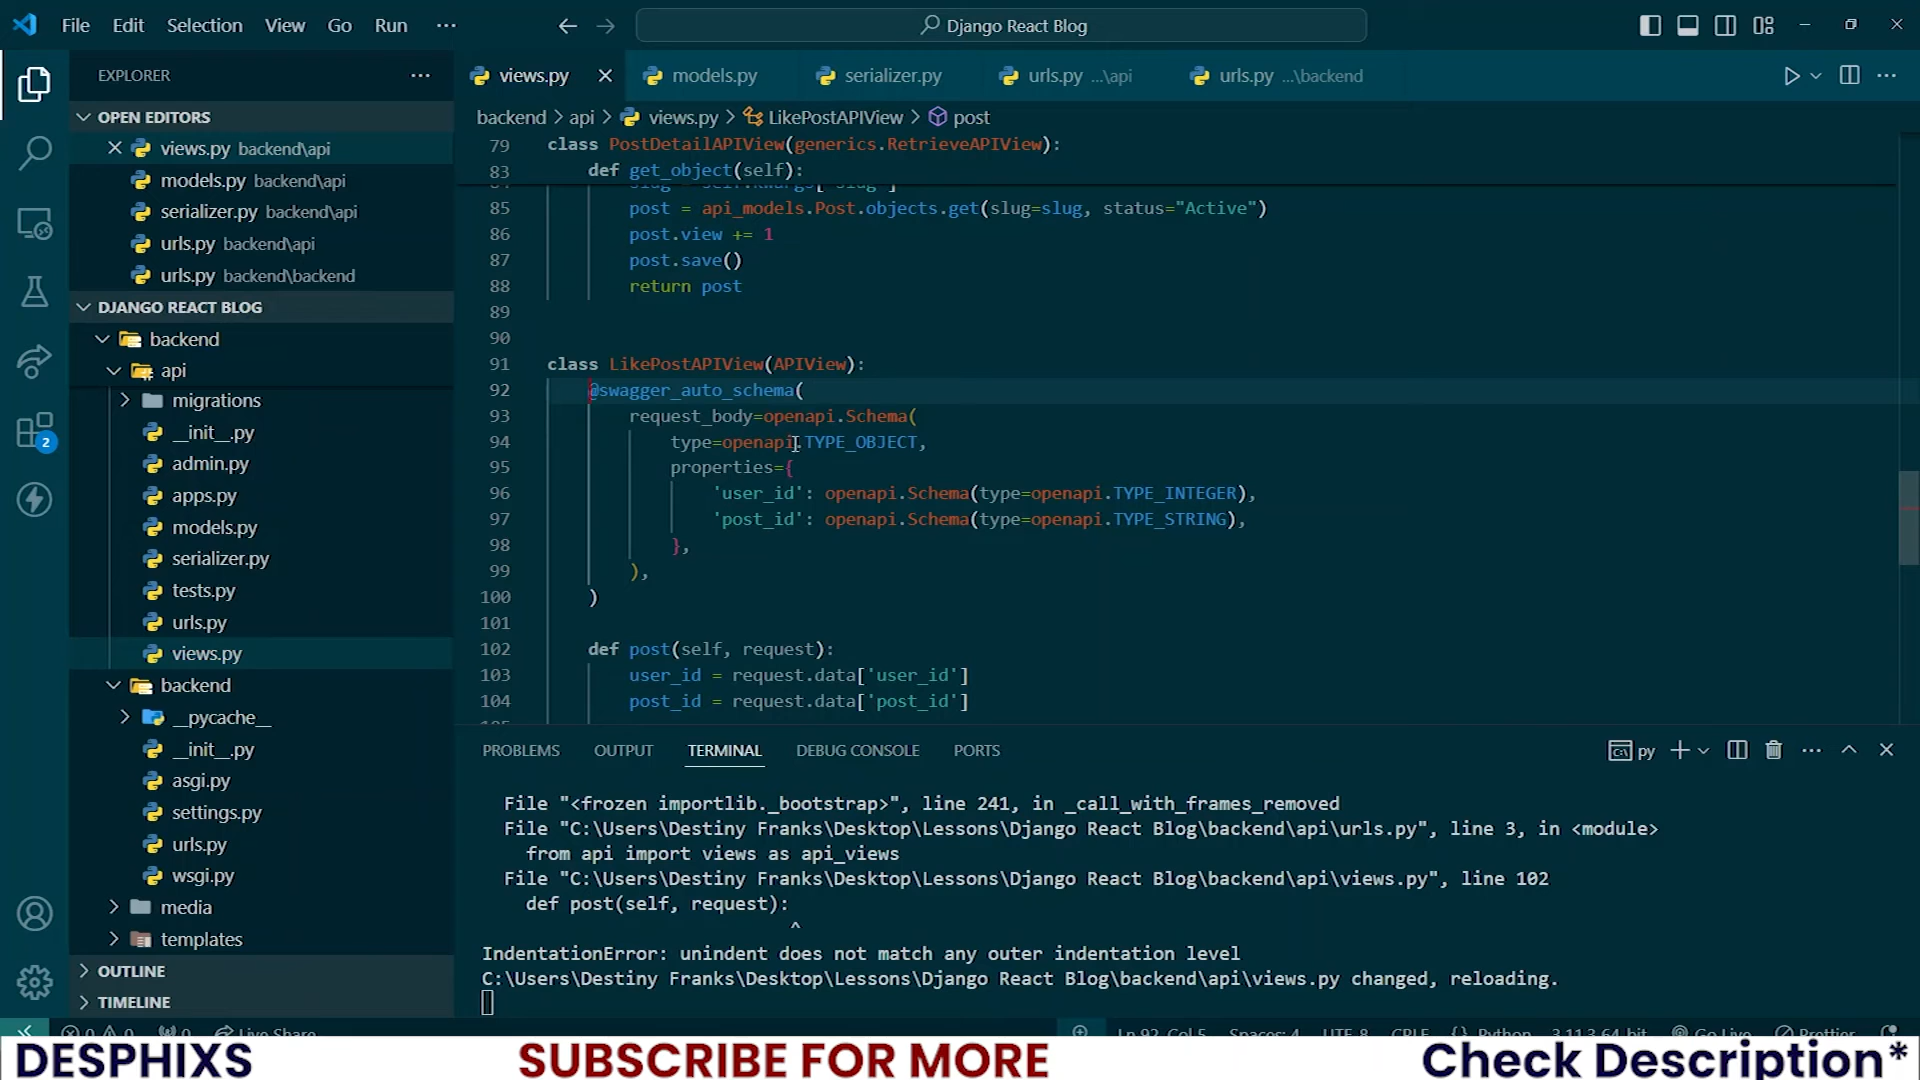 File Edit Selection View Go Run ···
Django React Blog
EXPLORER
OPEN EDITORS
views.py backend\api
models.py backend\api
serializer.py backend\api
urls.py backend\api
urls.py backend\backend
DJANGO REACT BLOG
backend
api
migrations
__init__.py
admin.py
apps.py
models.py
serializer.py
tests.py
urls.py
views.py
backend
__pycache__
__init__.py
asgi.py
settings.py
urls.py
wsgi.py
media
templates
OUTLINE
TIMELINE
2
views.py models.py serializer.py urls.py ...\api urls.py ...\backend
backend > api > views.py > LikePostAPIView > post
79 class PostDetailAPIView(generics.RetrieveAPIView):
83 def get_object(self):
85 post = api_models.Post.objects.get(slug=slug, status="Active")
86 post.view += 1
87 post.save()
88 return post
89
90
91 class LikePostAPIView(APIView):
92 @swagger_auto_schema(
93 request_body=openapi.Schema(
94 type=openapi.TYPE_OBJECT,
95 properties={
96 'user_id': openapi.Schema(type=openapi.TYPE_INTEGER),
97 'post_id': openapi.Schema(type=openapi.TYPE_STRING),
98 },
99 ),
100 )
101
102 def post(self, request):
103 user_id = request.data['user_id']
104 post_id = request.data['post_id']
PROBLEMS OUTPUT TERMINAL DEBUG CONSOLE PORTS
py
File "<frozen importlib._bootstrap>", line 241, in _call_with_frames_removed
File "C:\Users\Destiny Franks\Desktop\Lessons\Django React Blog\backend\api\urls.py", line 3, in <module>
from api import views as api_views
File "C:\Users\Destiny Franks\Desktop\Lessons\Django React Blog\backend\api\views.py", line 102
def post(self, request):
^
IndentationError: unindent does not match any outer indentation level
C:\Users\Destiny Franks\Desktop\Lessons\Django React Blog\backend\api\views.py changed, reloading.
0 0 0 Live Share Ln 92, Col 5 Spaces: 4 UTF-8 CRLF {} Python 3.11.3 64-bit Go Live Prettier
DESPHIXS SUBSCRIBE FOR MORE Check Description*